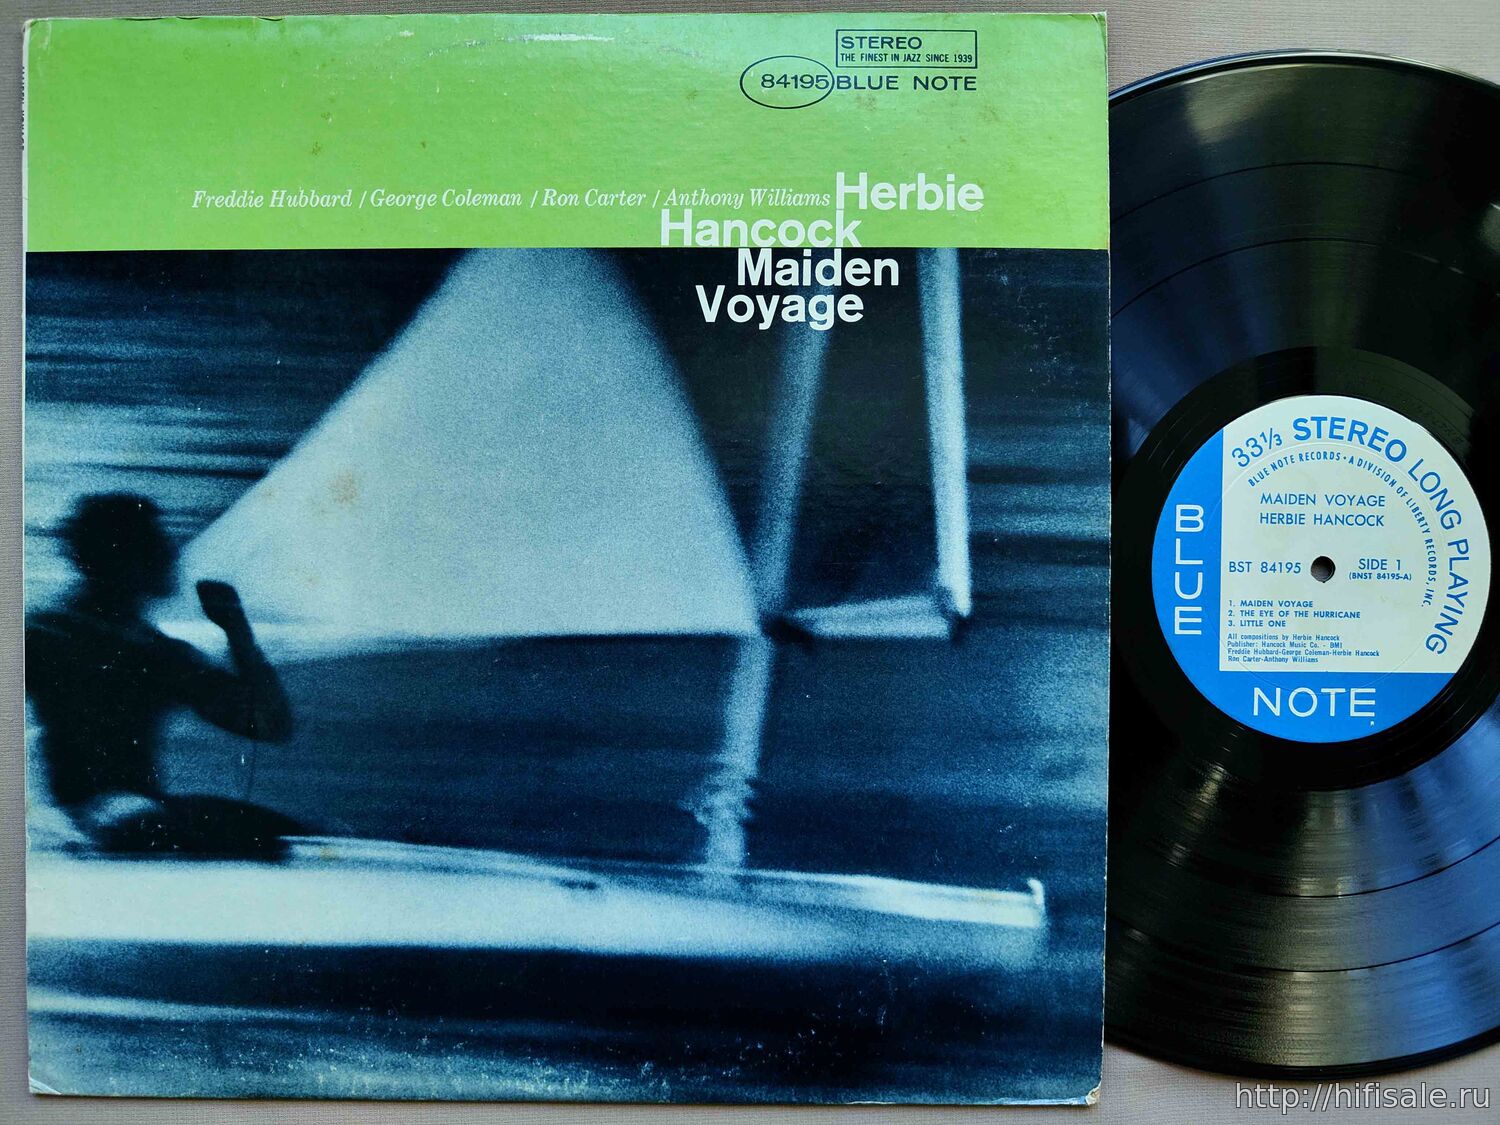 STEREO
THE FINEST IN JAZZ SINCE 1939
84195 BLUE NOTE
Freddie Hubbard / George Coleman / Ron Carter / Anthony Williams Herbie
Hancock
Maiden
Voyage
33⅓ STEREO LONG PLAYING
BLUE NOTE RECORDS • A DIVISION OF LIBERTY RECORDS, INC.
MAIDEN VOYAGE
HERBIE HANCOCK
BST 84195
SIDE 1
(BNST 84195-A)
1. MAIDEN VOYAGE
2. THE EYE OF THE HURRICANE
3. LITTLE ONE
All compositions by Herbie Hancock
Publisher: Hancock Music Co. - BMI
Freddie Hubbard-George Coleman-Herbie Hancock
Ron Carter-Anthony Williams
BLUE
NOTE
http://hifisale.ru